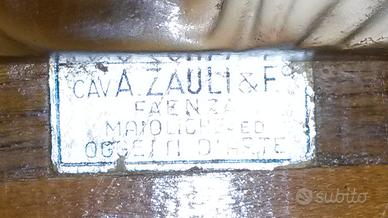 CAV A. ZAULI & F.
FAENZA
MAIOLICHE ED
OGGETTI D'ARTE
subito